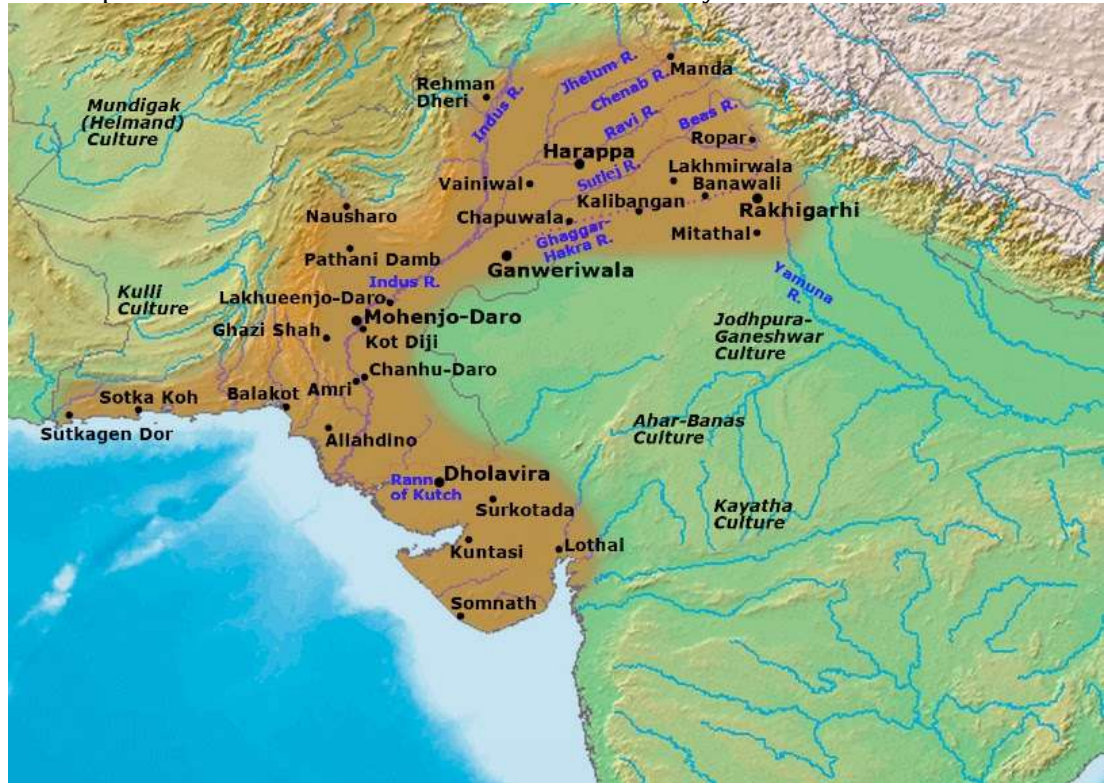 Manda
Rehman
Dheri
Jhelum R.
Chenab R.
Indus R.
Mundigak
(Helmand)
Culture
Ravi R.
Beas R.
Ropar
Harappa
Lakhmirwala
Sutlej R.
Vainiwal
Banawali
Kalibangan
Rakhigarhi
Nausharo
Chapuwala
Mitathal
Ghaggar-
Hakra R.
Pathani Damb
Ganweriwala
Indus R.
Yamuna
R.
Kulli
Culture
Lakhueenjo-Daro
Mohenjo-Daro
Jodhpura-
Ganeshwar
Culture
Ghazi Shah
Kot Diji
Chanhu-Daro
Amri
Balakot
Sotka Koh
Sutkagen Dor
Allahdino
Ahar-Banas
Culture
Dholavira
Rann
of Kutch
Surkotada
Kayatha
Culture
Kuntasi
Lothal
Somnath